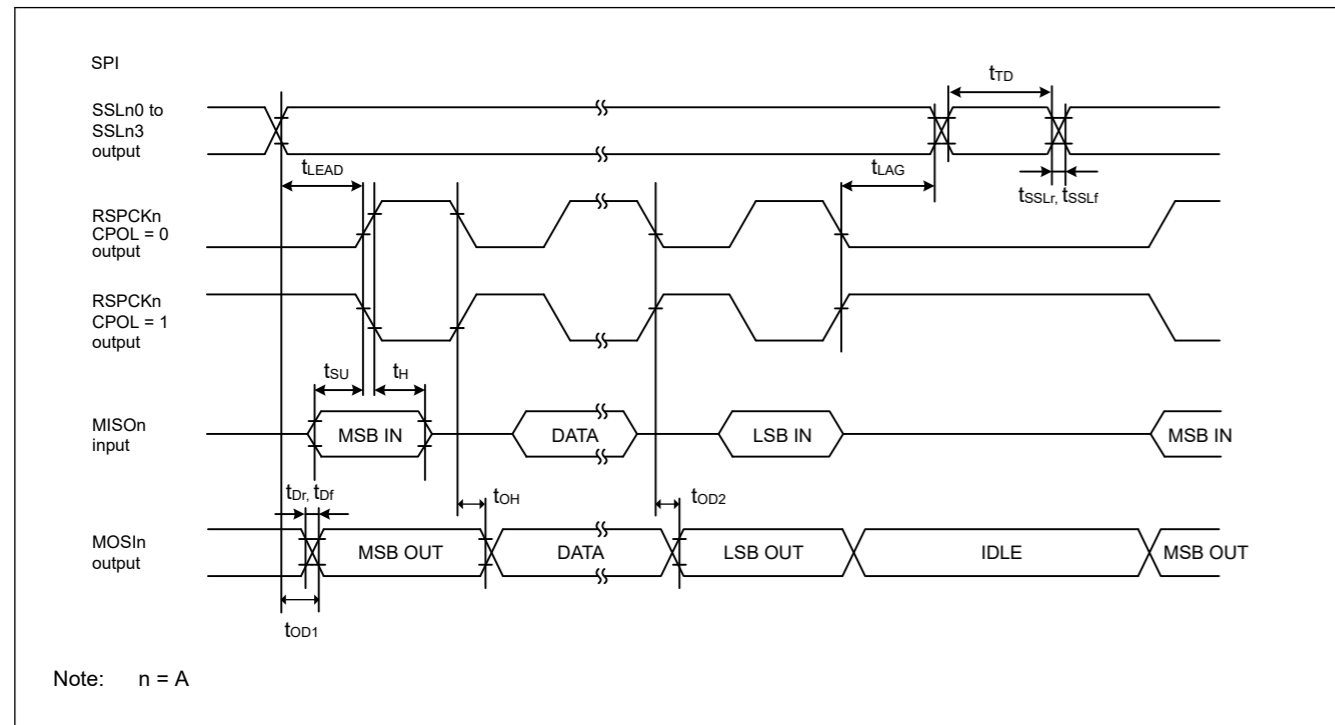 SPI
tTD
SSLn0 to
SSLn3
output
tLEAD
tLAG
tSSLr, tSSLf
RSPCKn
CPOL = 0
output
RSPCKn
CPOL = 1
output
tSU
tH
MISOn
input
MSB IN
DATA
LSB IN
MSB IN
tDr, tDf
tOH
tOD2
MOSIn
output
MSB OUT
DATA
LSB OUT
IDLE
MSB OUT
tOD1
Note: n = A